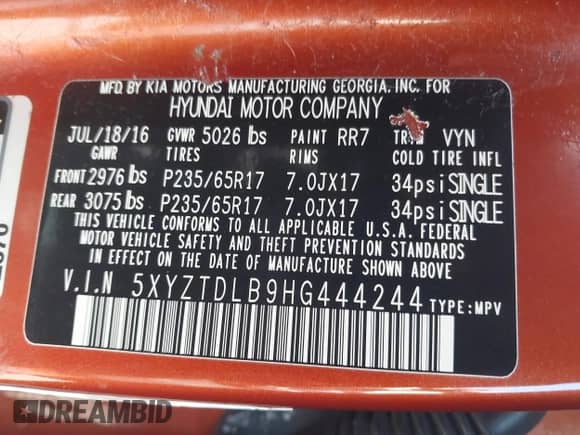 MFD. BY KIA MOTORS MANUFACTURING GEORGIA, INC. FOR
HYUNDAI MOTOR COMPANY
JUL/18/16 GVWR 5026 lbs PAINT RR7 TRIM VYN
GAWR TIRES RIMS COLD TIRE INFL
FRONT 2976 lbs P235/65R17 7.0JX17 34psi SINGLE
REAR 3075 lbs P235/65R17 7.0JX17 34psi SINGLE
THIS VEHICLE CONFORMS TO ALL APPLICABLE U.S.A. FEDERAL
MOTOR VEHICLE SAFETY AND THEFT PREVENTION STANDARDS
IN EFFECT ON THE DATE OF MANUFACTURE SHOWN ABOVE.
V.I.N 5XYZTDLB9HG444244 TYPE: MPV
DREAMBID